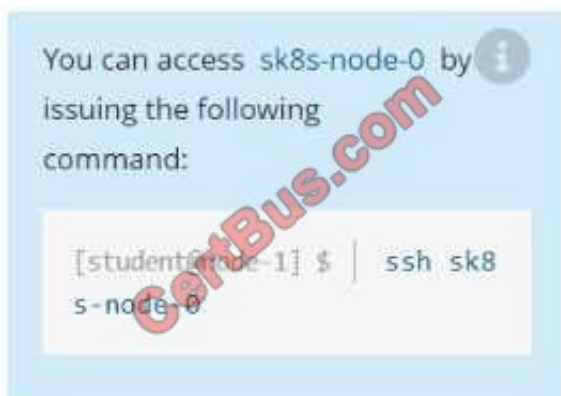 You can access sk8s-node-0 by
issuing the following
command:
[student@node-1] $ | ssh sk8
s-node-0
CertBus.com